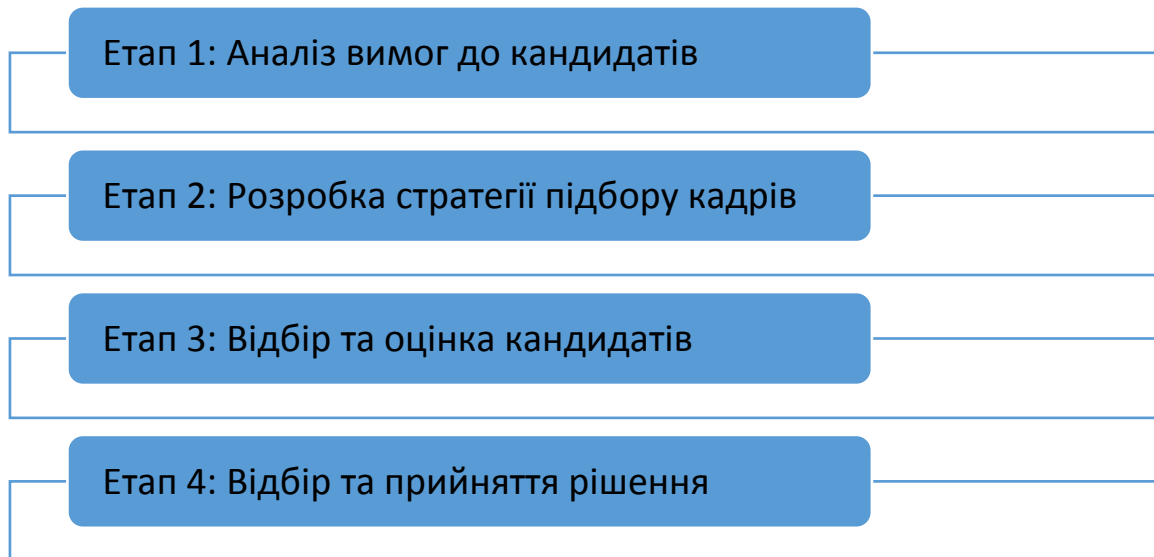 Етап 1: Аналіз вимог до кандидатів
Етап 2: Розробка стратегії підбору кадрів
Етап 3: Відбір та оцінка кандидатів
Етап 4: Відбір та прийняття рішення